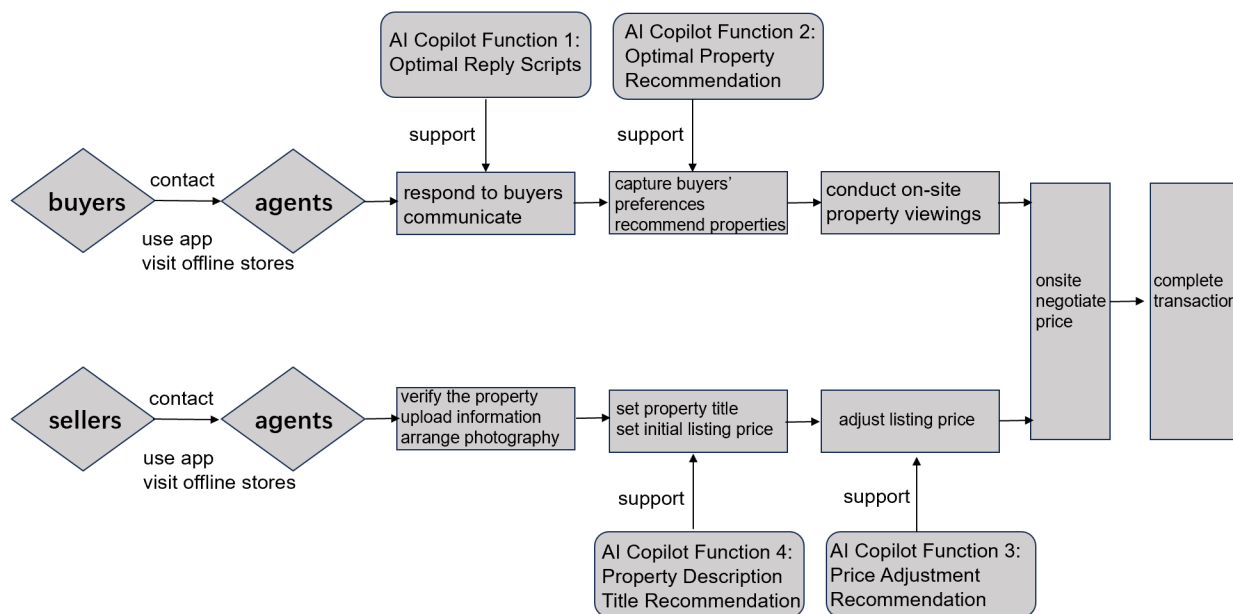 AI Copilot Function 1:
Optimal Reply Scripts
AI Copilot Function 2:
Optimal Property
Recommendation
support
support
buyers
contact
use app
visit offline stores
agents
respond to buyers
communicate
capture buyers’
preferences
recommend properties
conduct on-site
property viewings
onsite
negotiate
price
complete
transaction
sellers
contact
use app
visit offline stores
agents
verify the property
upload information
arrange photography
set property title
set initial listing price
adjust listing price
support
support
AI Copilot Function 4:
Property Description
Title Recommendation
AI Copilot Function 3:
Price Adjustment
Recommendation